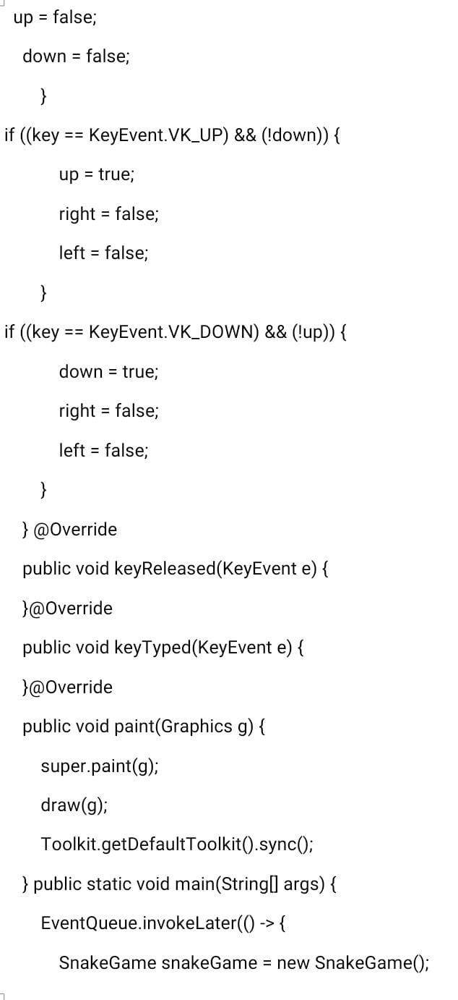 up = false;
down = false;
}
if ((key == KeyEvent.VK_UP) && (!down)) {
up = true;
right = false;
left = false;
}
if ((key == KeyEvent.VK_DOWN) && (!up)) {
down = true;
right = false;
left = false;
}
} @Override
public void keyReleased(KeyEvent e) {
}@Override
public void keyTyped(KeyEvent e) {
}@Override
public void paint(Graphics g) {
super.paint(g);
draw(g);
Toolkit.getDefaultToolkit().sync();
} public static void main(String[] args) {
EventQueue.invokeLater(() -> {
SnakeGame snakeGame = new SnakeGame();